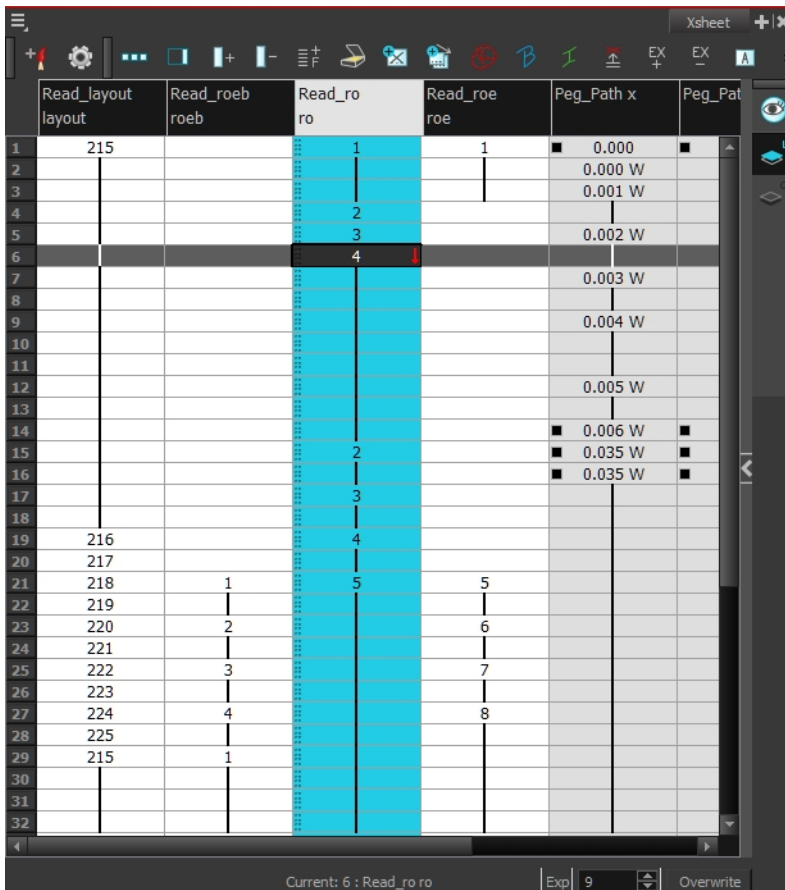 Xsheet
EX EX A
Read_layout Read_roeb Read_ro Read_roe Peg_Path x Peg_Pat
layout roeb ro roe
1 215 1 1 0.000
2 0.000 W
3 0.001 W
4 2
5 3 0.002 W
6 4
7 0.003 W
8
9 0.004 W
10
11
12 0.005 W
13
14 0.006 W
15 2 0.035 W
16 0.035 W
17 3
18
19 216 4
20 217
21 218 1 5 5
22 219
23 220 2 6
24 221
25 222 3 7
26 223
27 224 4 8
28 225
29 215 1
30
31
32
Current: 6 : Read_ro ro Exp 9 Overwrite